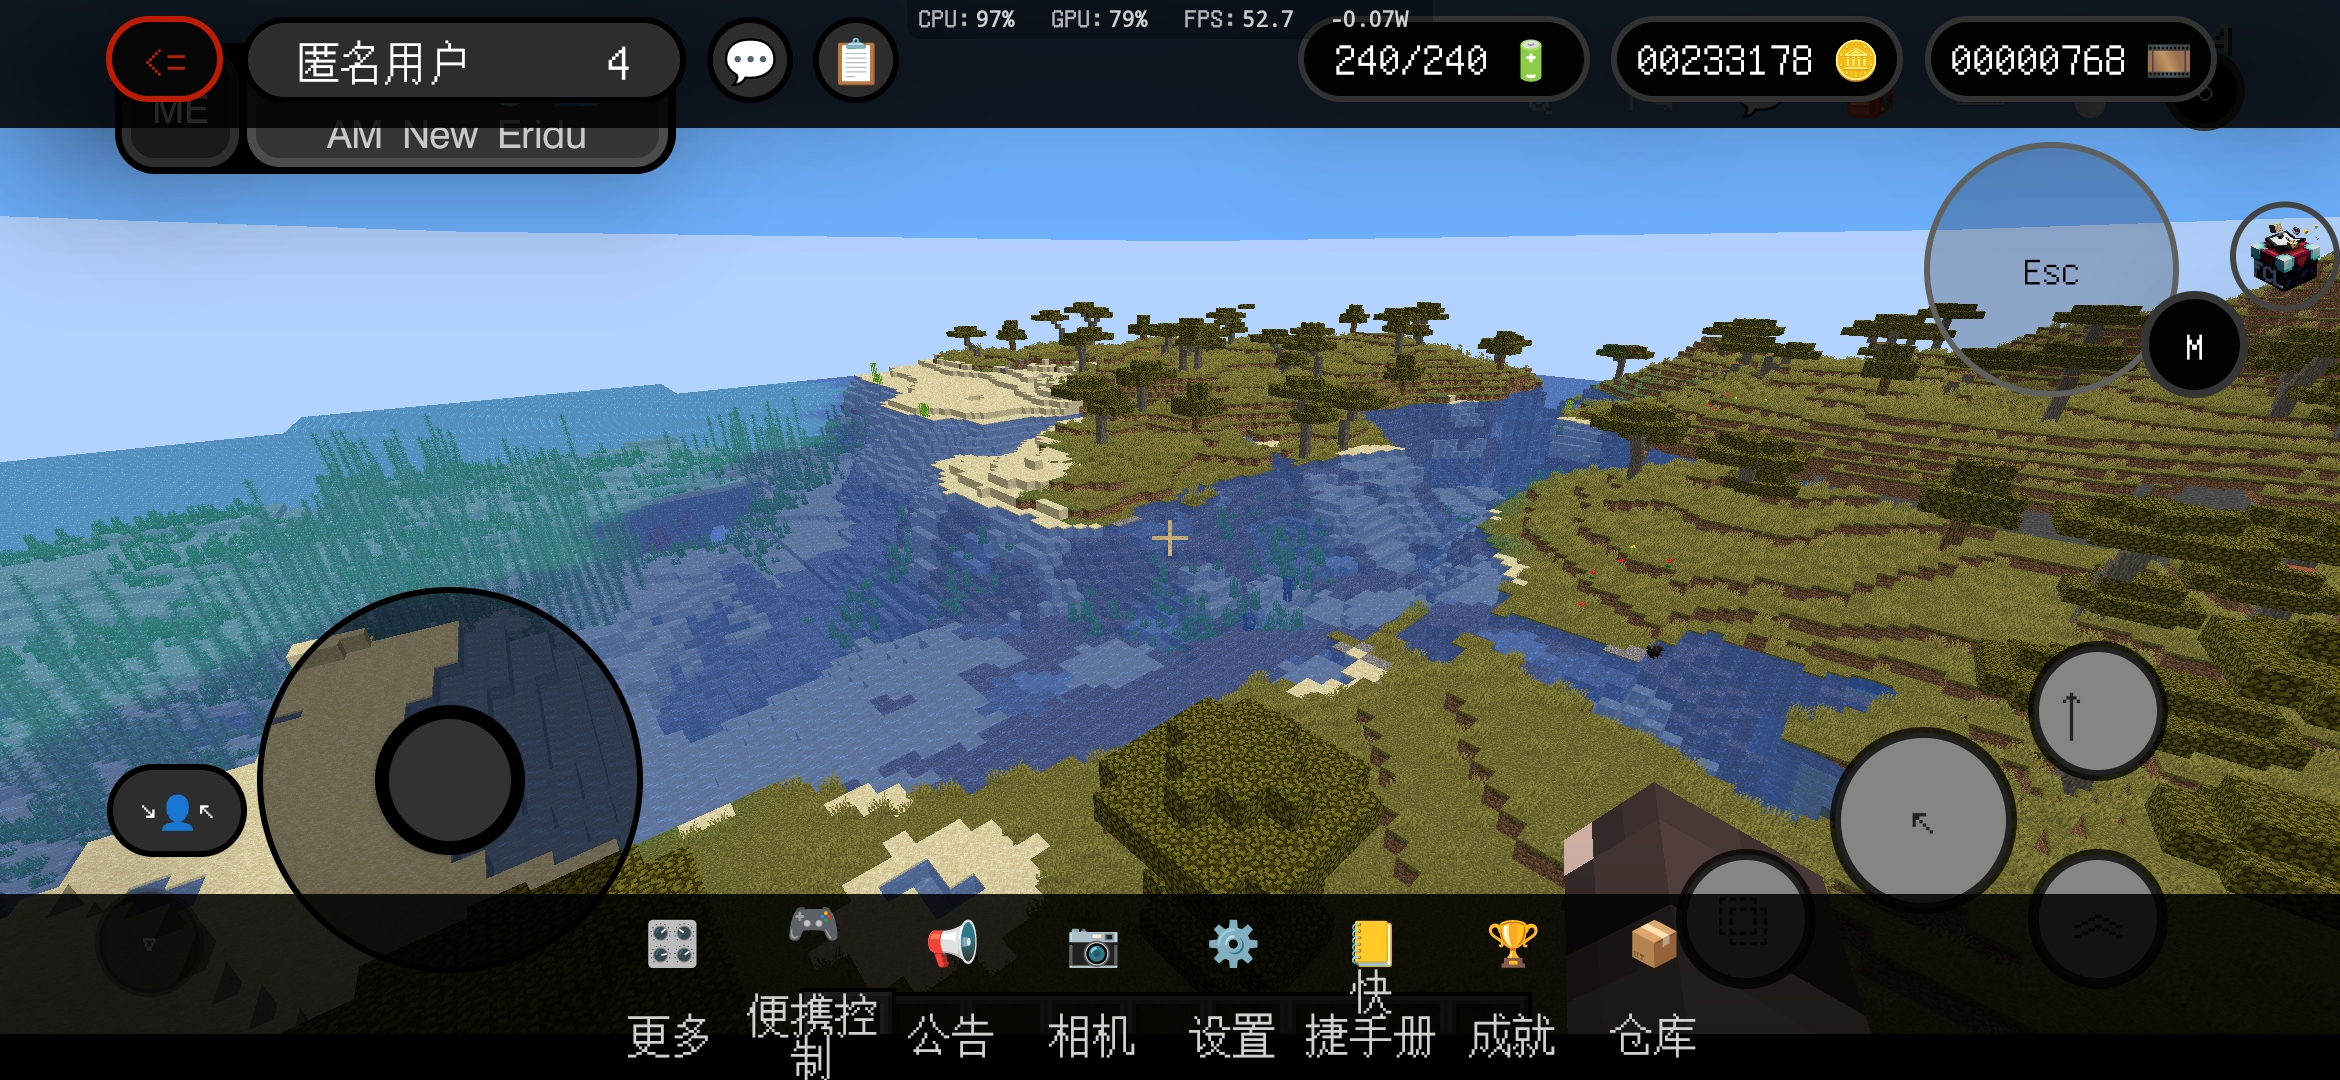 CPU: 97% GPU: 79% FPS: 52.7 -0.07W
<=
匿名用户 4
240/240
00233178
00000768
ME
AM New Eridu
Esc
FCL
M
更多
便携控
制
公告
相机
设置
快
捷手册
成就
仓库